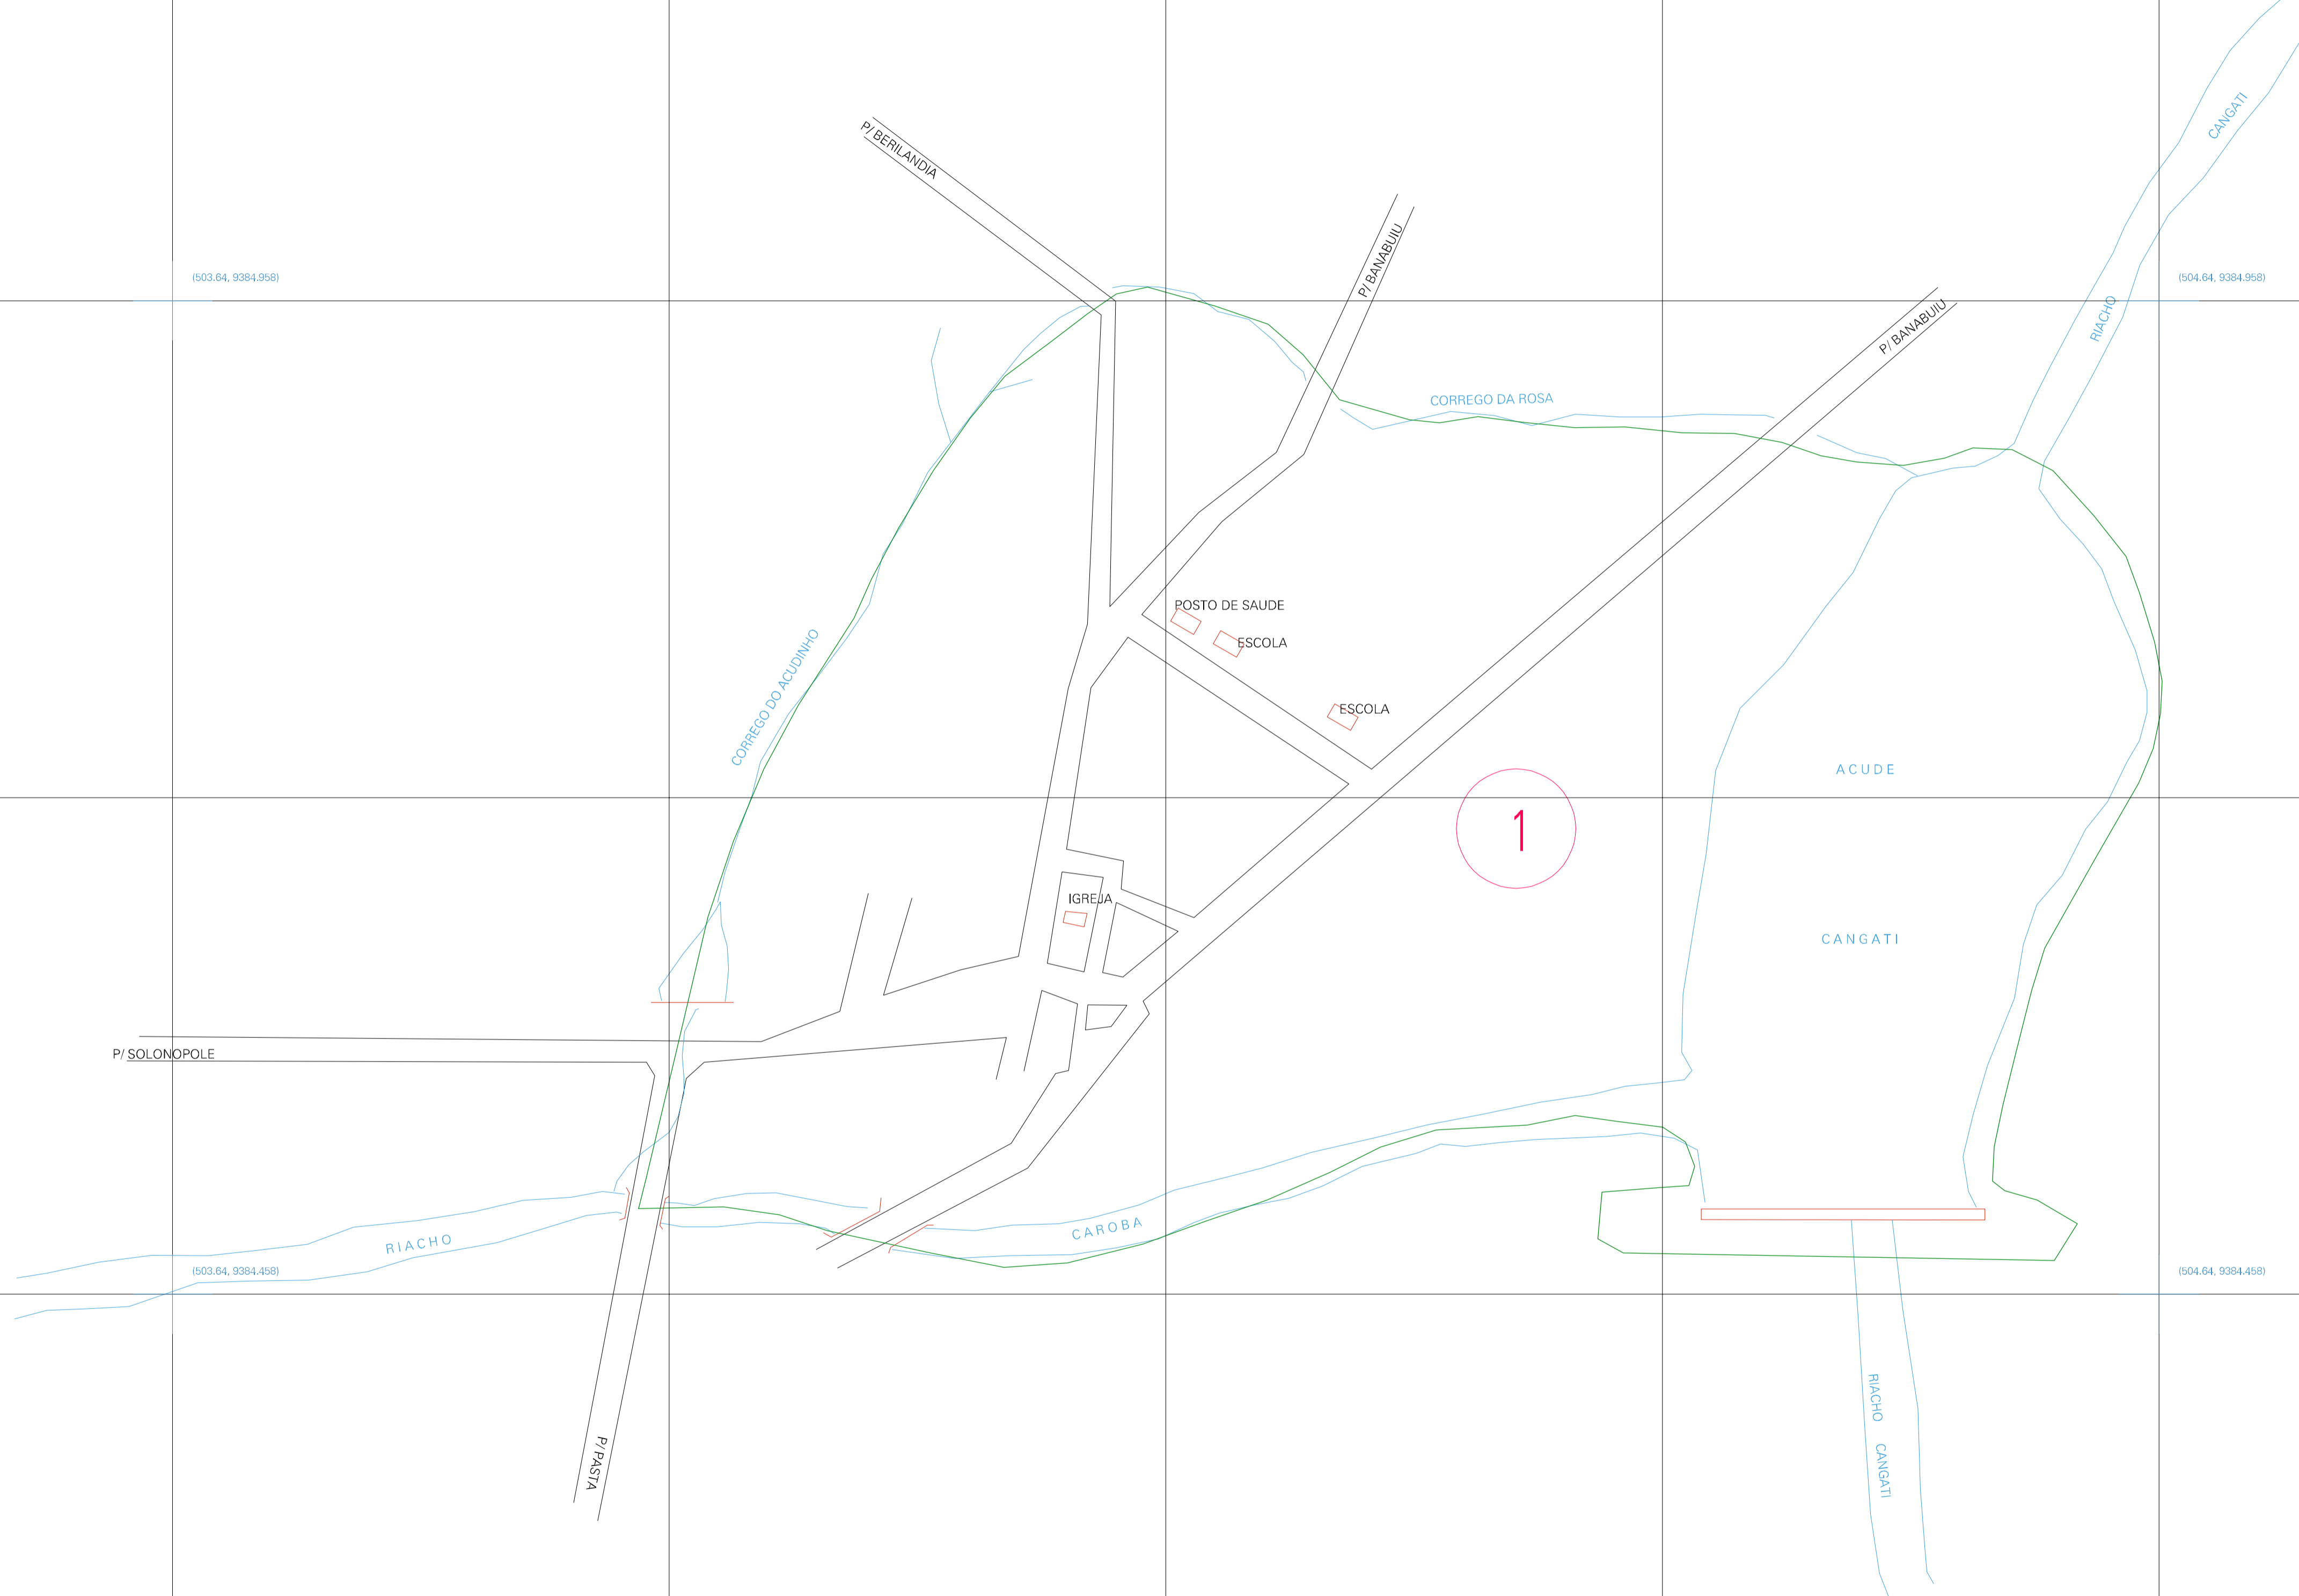 CANGATI
P/ BERILANDIA
P/ BANABUIU
(503.64, 9384.958)
(504.64, 9384.958)
RIACHO
P/ BANABUIU
CORREGO DA ROSA
POSTO DE SAUDE
ESCOLA
CORREGO DO ACUDINHO
ESCOLA
ACUDE
1
IGREJA
CANGATI
P/ SOLONOPOLE
CAROBA
RIACHO
(503.64, 9384.458)
(504.64, 9384.458)
RIACHO CANGATI
P/ PASTA